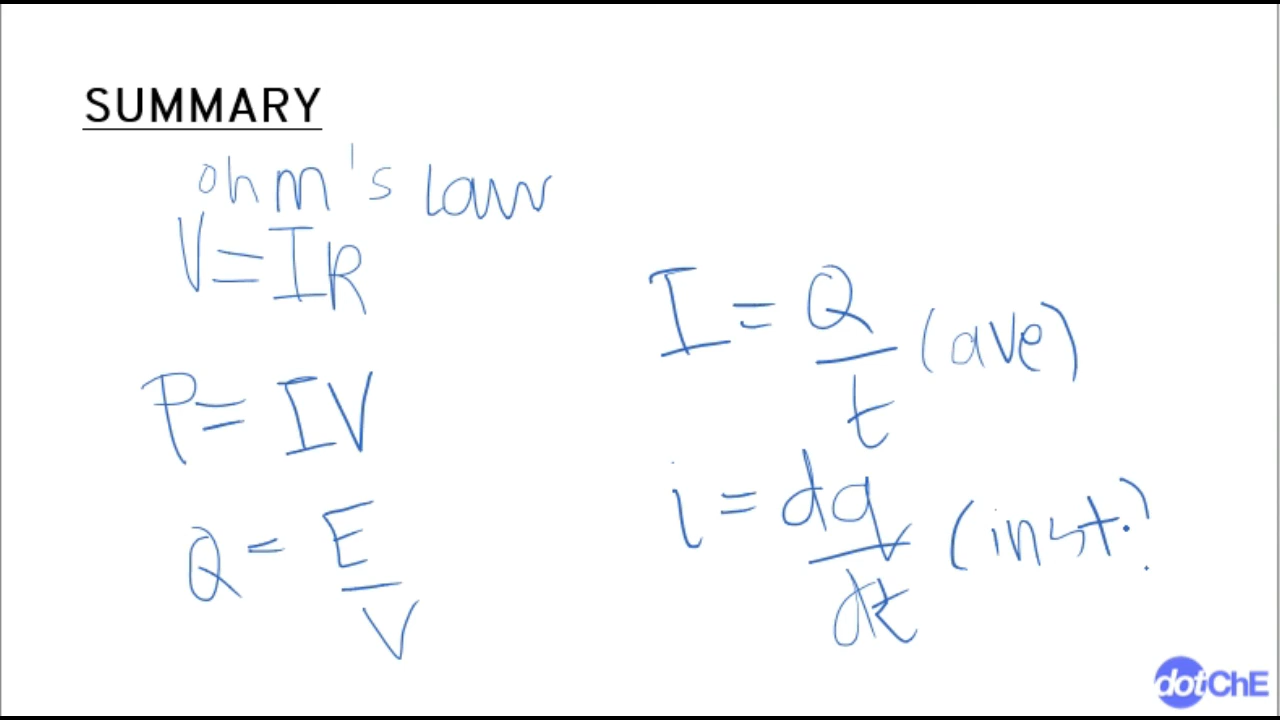 SUMMARY
ohm's law
V = IR
P = IV
Q = E/V
I = Q/t (ave)
i = dq/dt (inst.)
dotChE